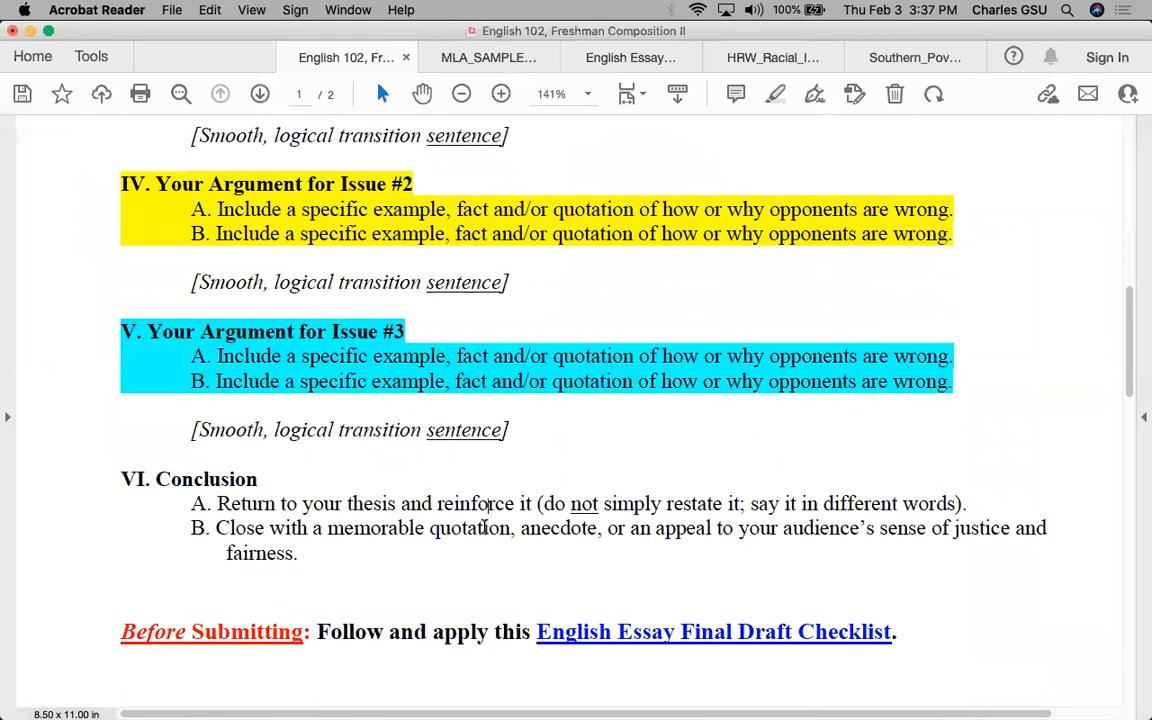 Acrobat Reader File Edit View Sign Window Help 100% Thu Feb 3 3:37 PM Charles GSU
English 102, Freshman Composition II
Home Tools English 102, Fr... × MLA_SAMPLE... English Essay... HRW_Racial_I... Southern_Pov... Sign In
1 / 2 141%
[Smooth, logical transition sentence]
IV. Your Argument for Issue #2
A. Include a specific example, fact and/or quotation of how or why opponents are wrong.
B. Include a specific example, fact and/or quotation of how or why opponents are wrong.
[Smooth, logical transition sentence]
V. Your Argument for Issue #3
A. Include a specific example, fact and/or quotation of how or why opponents are wrong.
B. Include a specific example, fact and/or quotation of how or why opponents are wrong.
[Smooth, logical transition sentence]
VI. Conclusion
A. Return to your thesis and reinforce it (do not simply restate it; say it in different words).
B. Close with a memorable quotation, anecdote, or an appeal to your audience’s sense of justice and
fairness.
Before Submitting: Follow and apply this English Essay Final Draft Checklist.
8.50 x 11.00 in